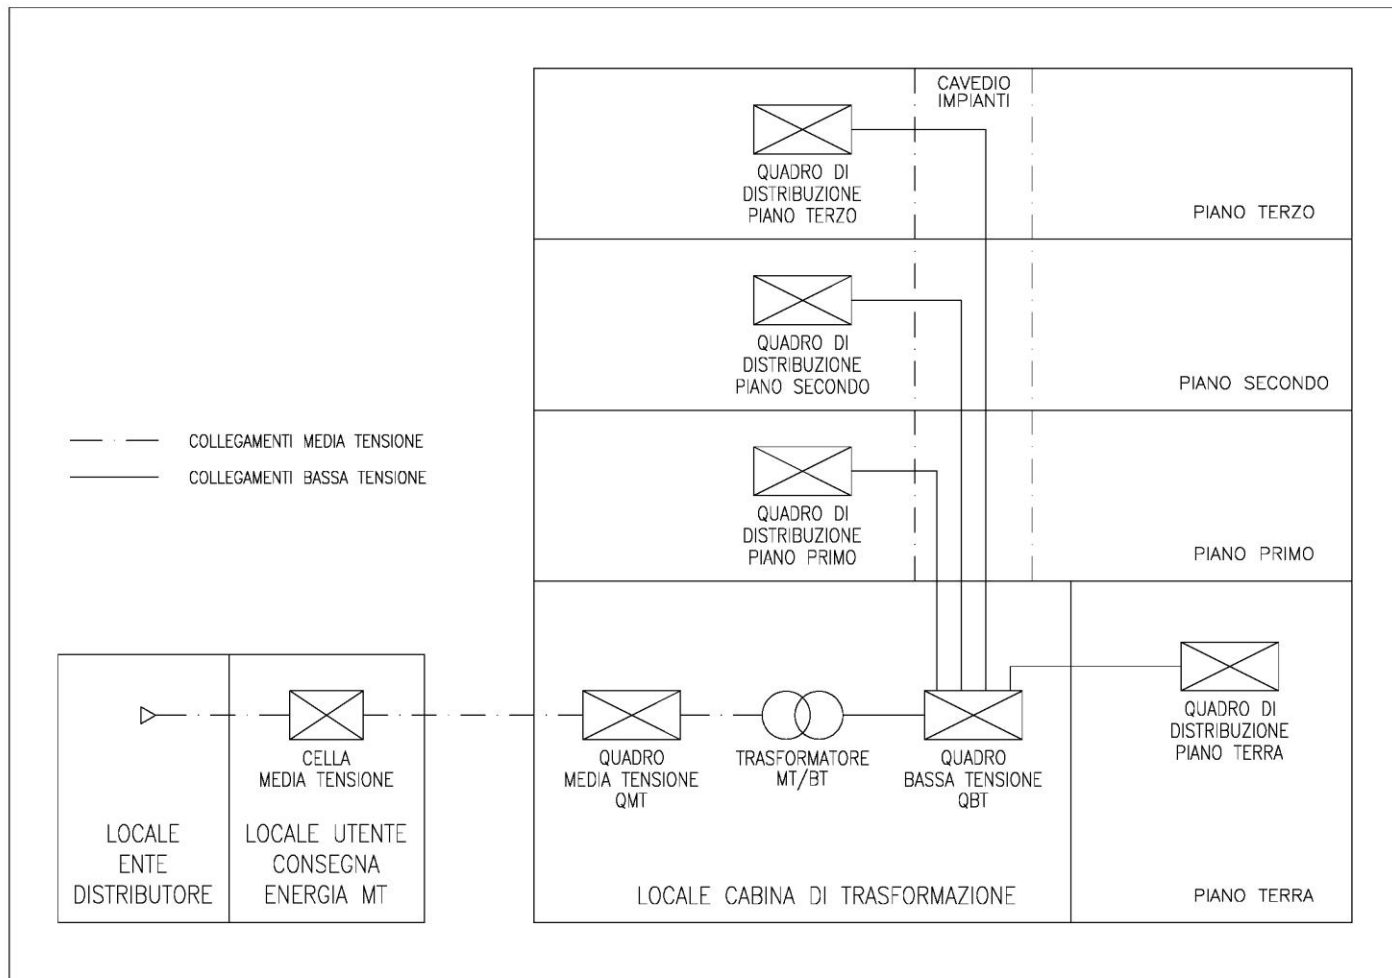 CAVEDIO
IMPIANTI
QUADRO DI
DISTRIBUZIONE
PIANO TERZO
PIANO TERZO
QUADRO DI
DISTRIBUZIONE
PIANO SECONDO
PIANO SECONDO
COLLEGAMENTI MEDIA TENSIONE
COLLEGAMENTI BASSA TENSIONE
QUADRO DI
DISTRIBUZIONE
PIANO PRIMO
PIANO PRIMO
CELLA
MEDIA TENSIONE
QUADRO
MEDIA TENSIONE
QMT
TRASFORMATORE
MT/BT
QUADRO
BASSA TENSIONE
QBT
QUADRO DI
DISTRIBUZIONE
PIANO TERRA
LOCALE
ENTE
DISTRIBUTORE
LOCALE UTENTE
CONSEGNA
ENERGIA MT
LOCALE CABINA DI TRASFORMAZIONE
PIANO TERRA